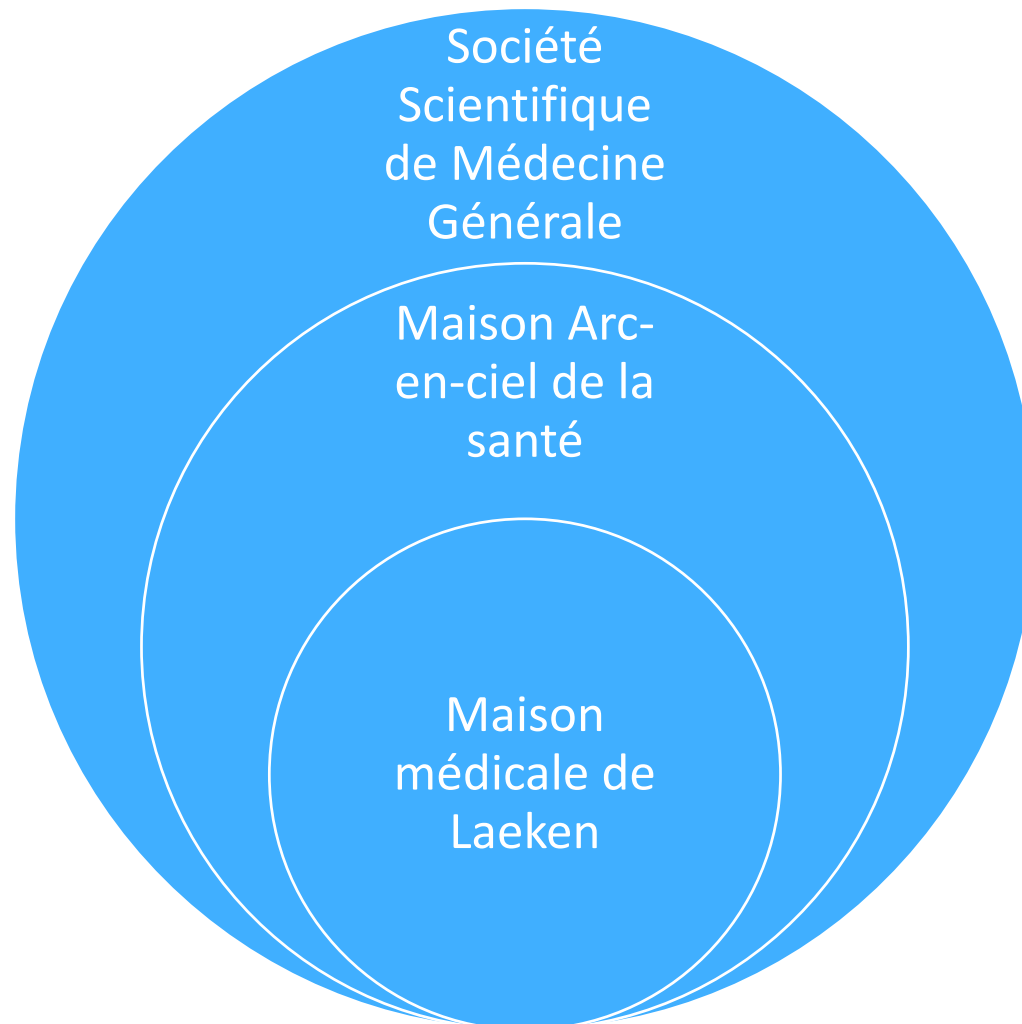 Société
Scientifique
de Médecine
Générale
Maison Arc-
en-ciel de la
santé
Maison
médicale de
Laeken